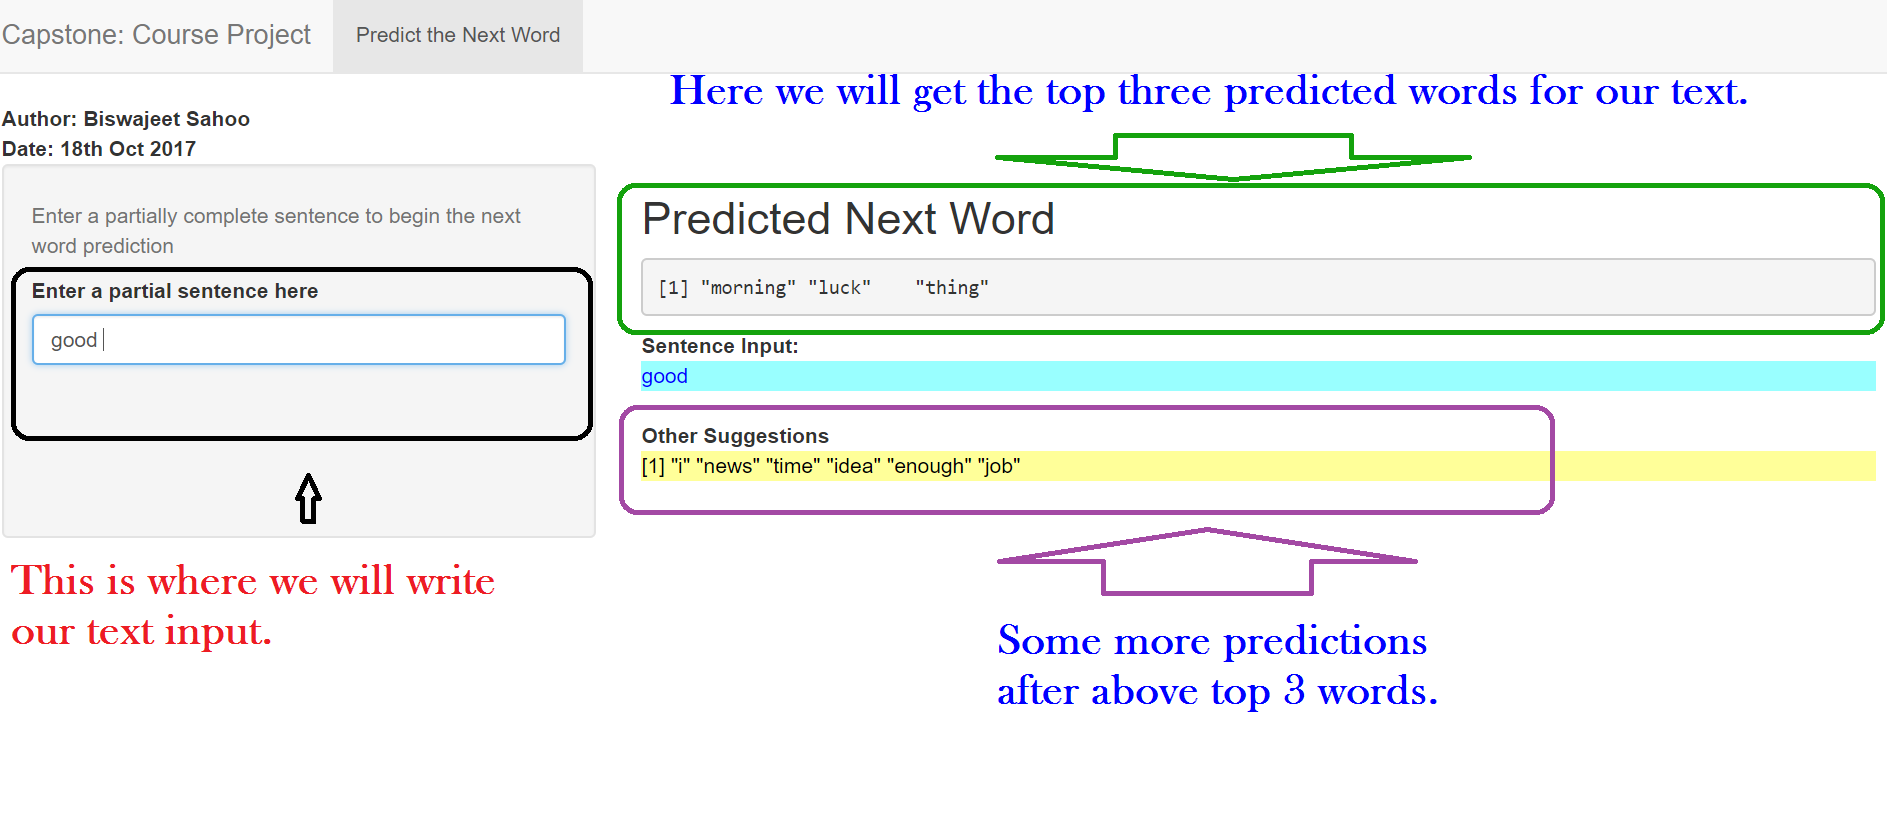 Capstone: Course Project
Predict the Next Word
Here we will get the top three predicted words for our text.
Author: Biswajeet Sahoo
Date: 18th Oct 2017
Enter a partially complete sentence to begin the next
word prediction
Enter a partial sentence here
good
This is where we will write
our text input.
Predicted Next Word
[1] "morning" "luck"    "thing"
Sentence Input:
good
Other Suggestions
[1] "i" "news" "time" "idea" "enough" "job"
Some more predictions
after above top 3 words.